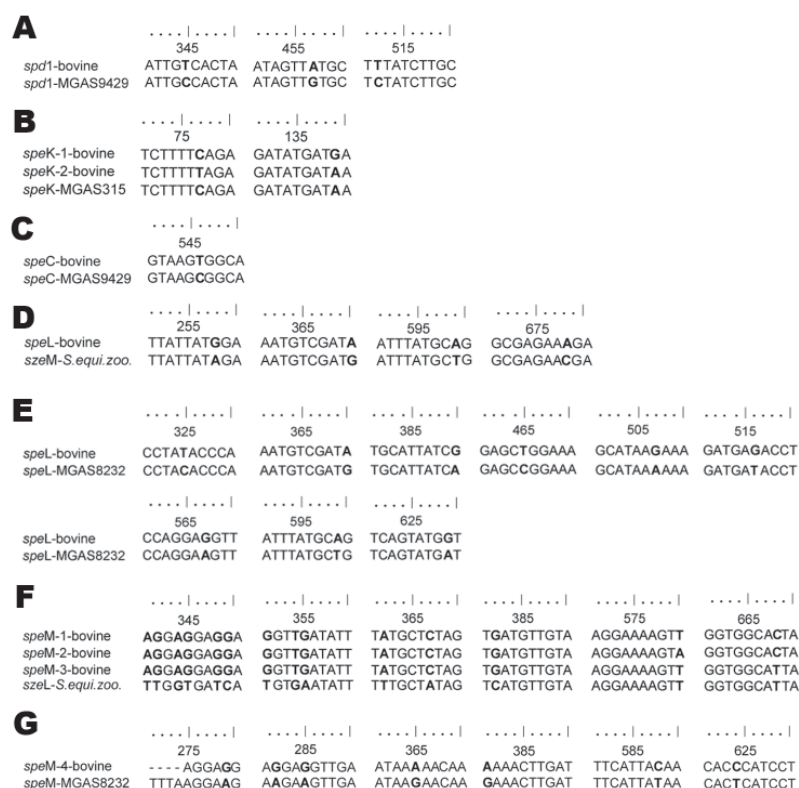 A
. . . . | . . . . | . . . . | . . . . | . . . . | . . . . |
345 455 515
spd1-bovine ATTGTCACTA ATAGTTATGC TTTATCTTGC
spd1-MGAS9429 ATTGCCACTA ATAGTTGTGC TCTATCTTGC
B
. . . . | . . . . | . . . . | . . . . |
75 135
speK-1-bovine TCTTTTCAGA GATATGATGA
speK-2-bovine TCTTTTTAGA GATATGATAA
speK-MGAS315 TCTTTTCAGA GATATGATAA
C
. . . . | . . . . |
545
speC-bovine GTAAGTGGCA
speC-MGAS9429 GTAAGCGGCA
D
. . . . | . . . . | . . . . | . . . . | . . . . | . . . . | . . . . | . . . . |
255 365 595 675
speL-bovine TTATTATGGA AATGTCGATA ATTTATGCAG GCGAGAAAGA
szeM-S.equi.zoo. TTATTATAGA AATGTCGATG ATTTATGCTG GCGAGAACGA
E
. . . . | . . . . | . . . . | . . . . | . . . . | . . . . | . . . . | . . . . | . . . . | . . . . | . . . . | . . . . |
325 365 385 465 505 515
speL-bovine CCTATACCCA AATGTCGATA TGCATTATCG GAGCTGGAAA GCATAAGAAA GATGAGACCT
speL-MGAS8232 CCTACACCCA AATGTCGATG TGCATTATCA GAGCCGGAAA GCATAAAAAA GATGATACCT
. . . . | . . . . | . . . . | . . . . | . . . . | . . . . |
565 595 625
speL-bovine CCAGGAGGTT ATTTATGCAG TCAGTATGGT
speL-MGAS8232 CCAGGAAGTT ATTTATGCTG TCAGTATGAT
F
. . . . | . . . . | . . . . | . . . . | . . . . | . . . . | . . . . | . . . . | . . . . | . . . . | . . . . | . . . . |
345 355 365 385 575 665
speM-1-bovine AGGAGGAGGA GGTTGATATT TATGCTCTAG TGATGTTGTA AGGAAAAGTT GGTGGCACTA
speM-2-bovine AGGAGGAGGA GGTTGATATT TATGCTCTAG TGATGTTGTA AGGAAAAGTA GGTGGCACTA
speM-3-bovine AGGAGGAGGA GGTTGATATT TATGCTCTAG TGATGTTGTA AGGAAAAGTT GGTGGCATTA
szeL-S.equi.zoo. TTGGTGATCA TGTGAATATT TTTGCTATAG TCATGTTGTA AGGAAAAGTT GGTGGCATTA
G
. . . . | . . . . | . . . . | . . . . | . . . . | . . . . | . . . . | . . . . | . . . . | . . . . | . . . . | . . . . |
275 285 365 385 585 625
speM-4-bovine ----AGGAGG AGGAGGTTGA ATAAAAACAA AAAACTTGAT TTCATTACAA CACCCATCCT
speM-MGAS8232 TTTAAGGAAG AAGAAGTTGA ATAAGAACAA GAAACTTGAT TTCATTATAA CACTCATCCT